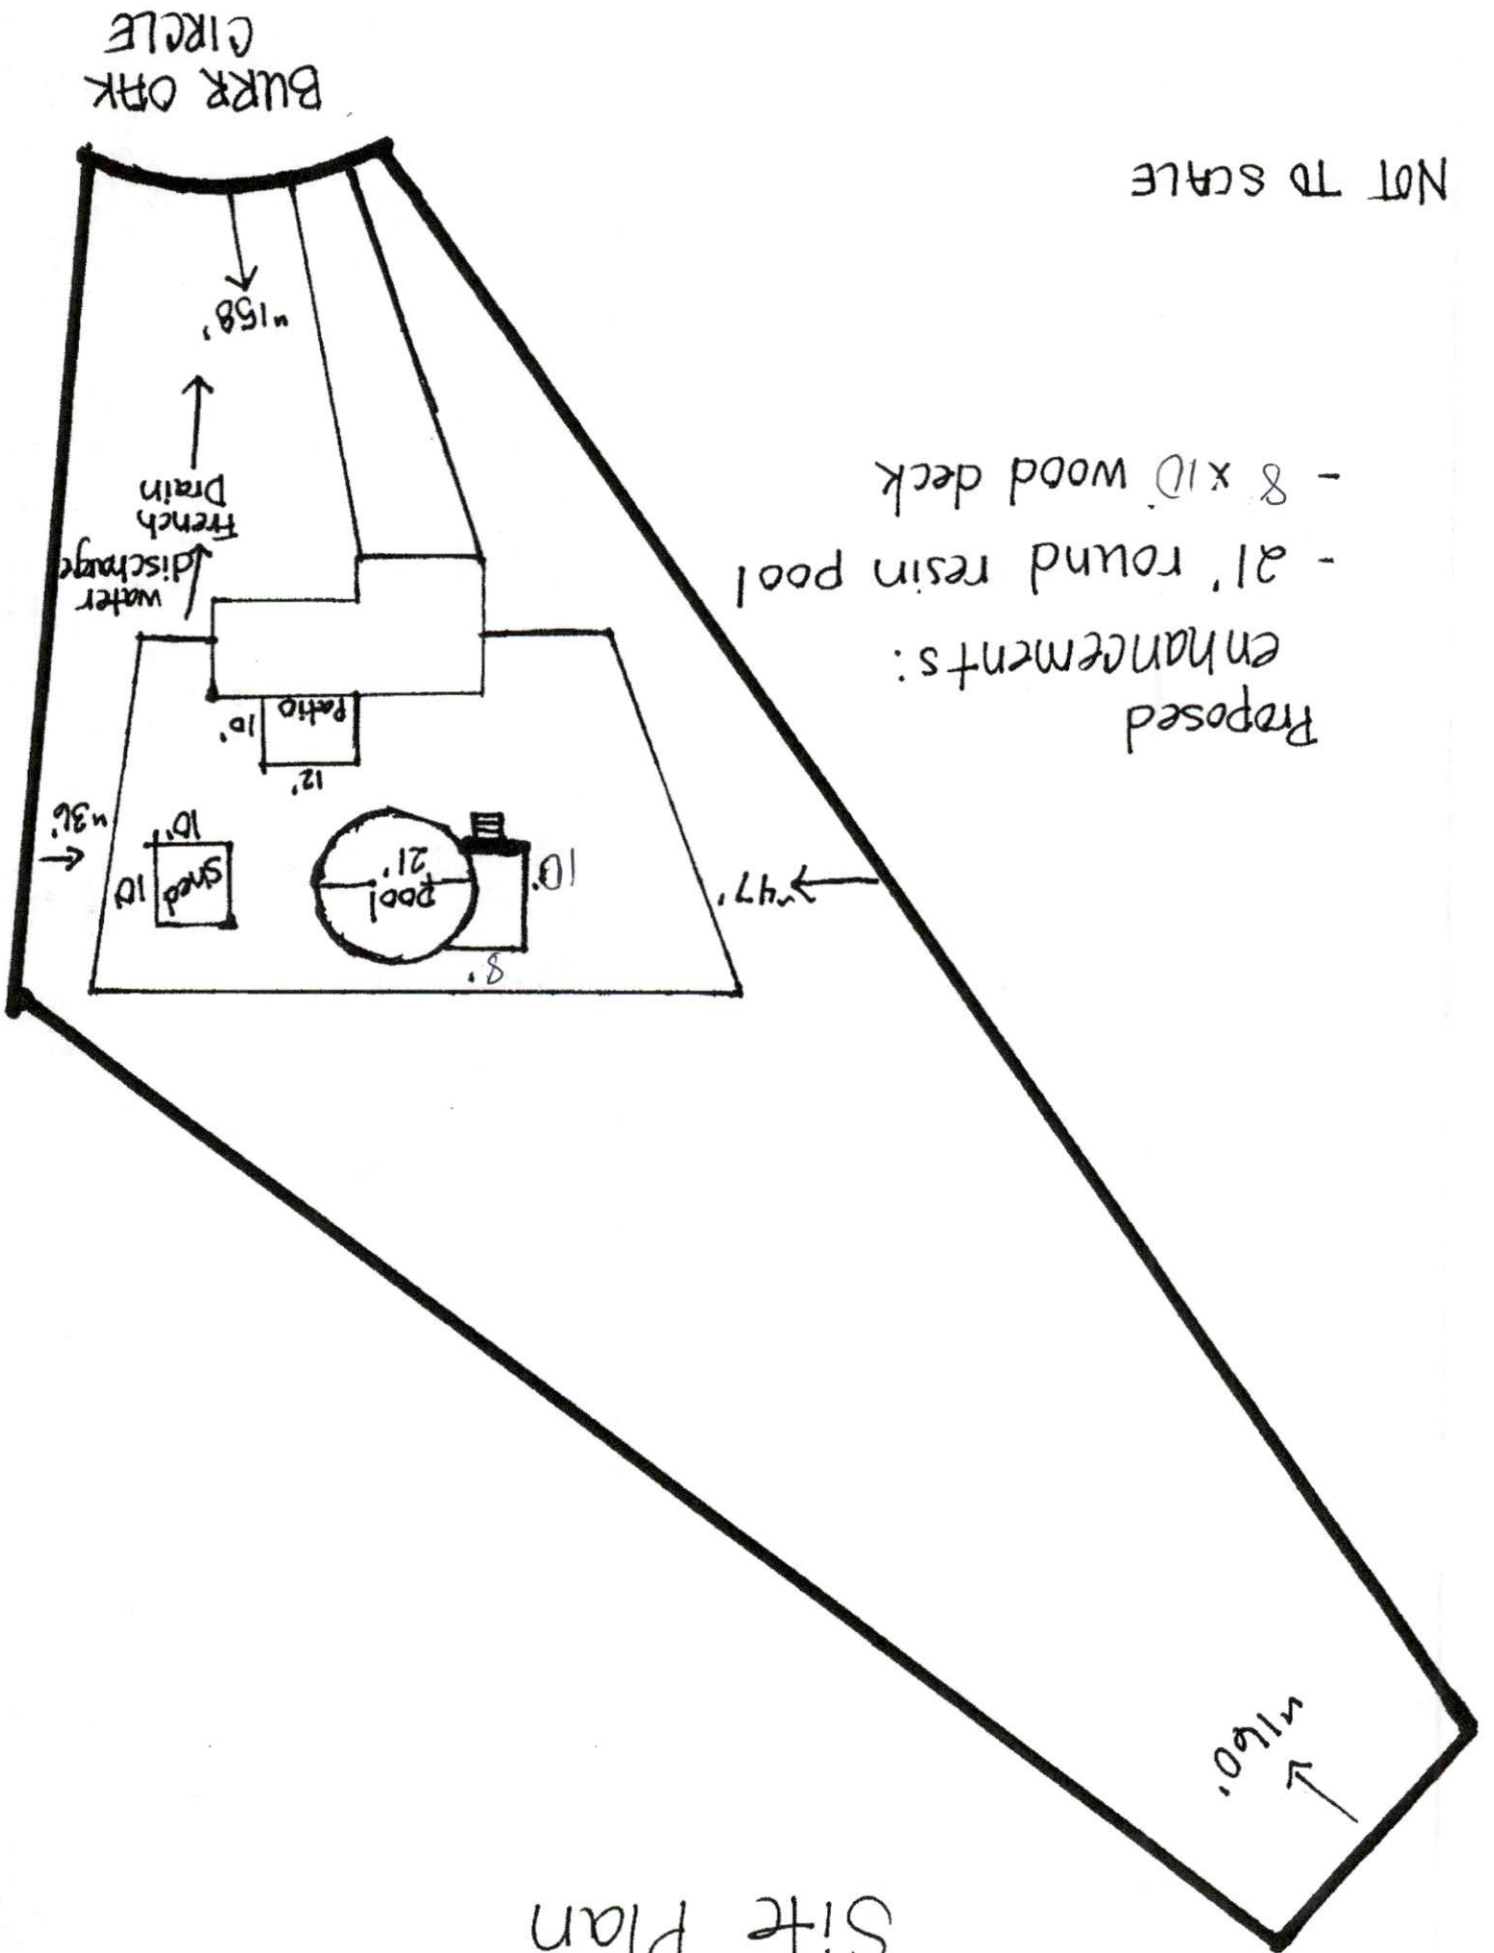 Site Plan
~160'
8'
10'
pool
21'
shed
10'
10'
~47'
~36'
12'
Patio
10'
Proposed
enhancements:
- 21' round resin pool
- 8'x10' wood deck
water
discharge
French
Drain
~158'
NOT TO SCALE
BURR OAK
CIRCLE